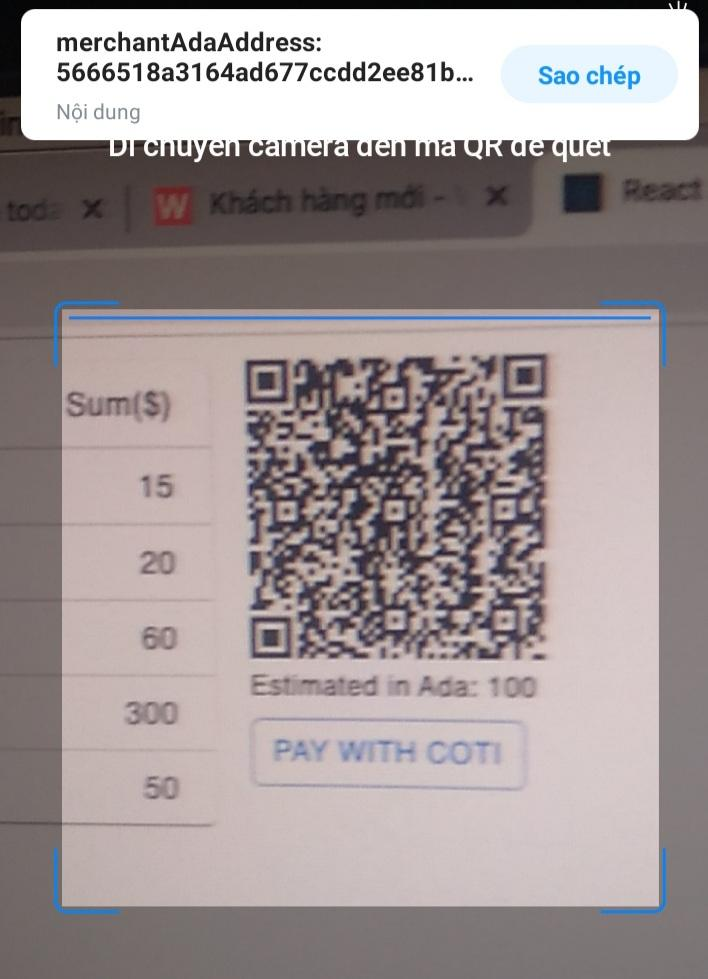 merchantAdaAddress:
5666518a3164ad677ccdd2ee81b...
Sao chép
Nội dung
Di chuyển camera đến mã QR để quét
Khách hàng mới -
React
Sum($)
15
20
60
300
50
Estimated in Ada: 100
PAY WITH COTI